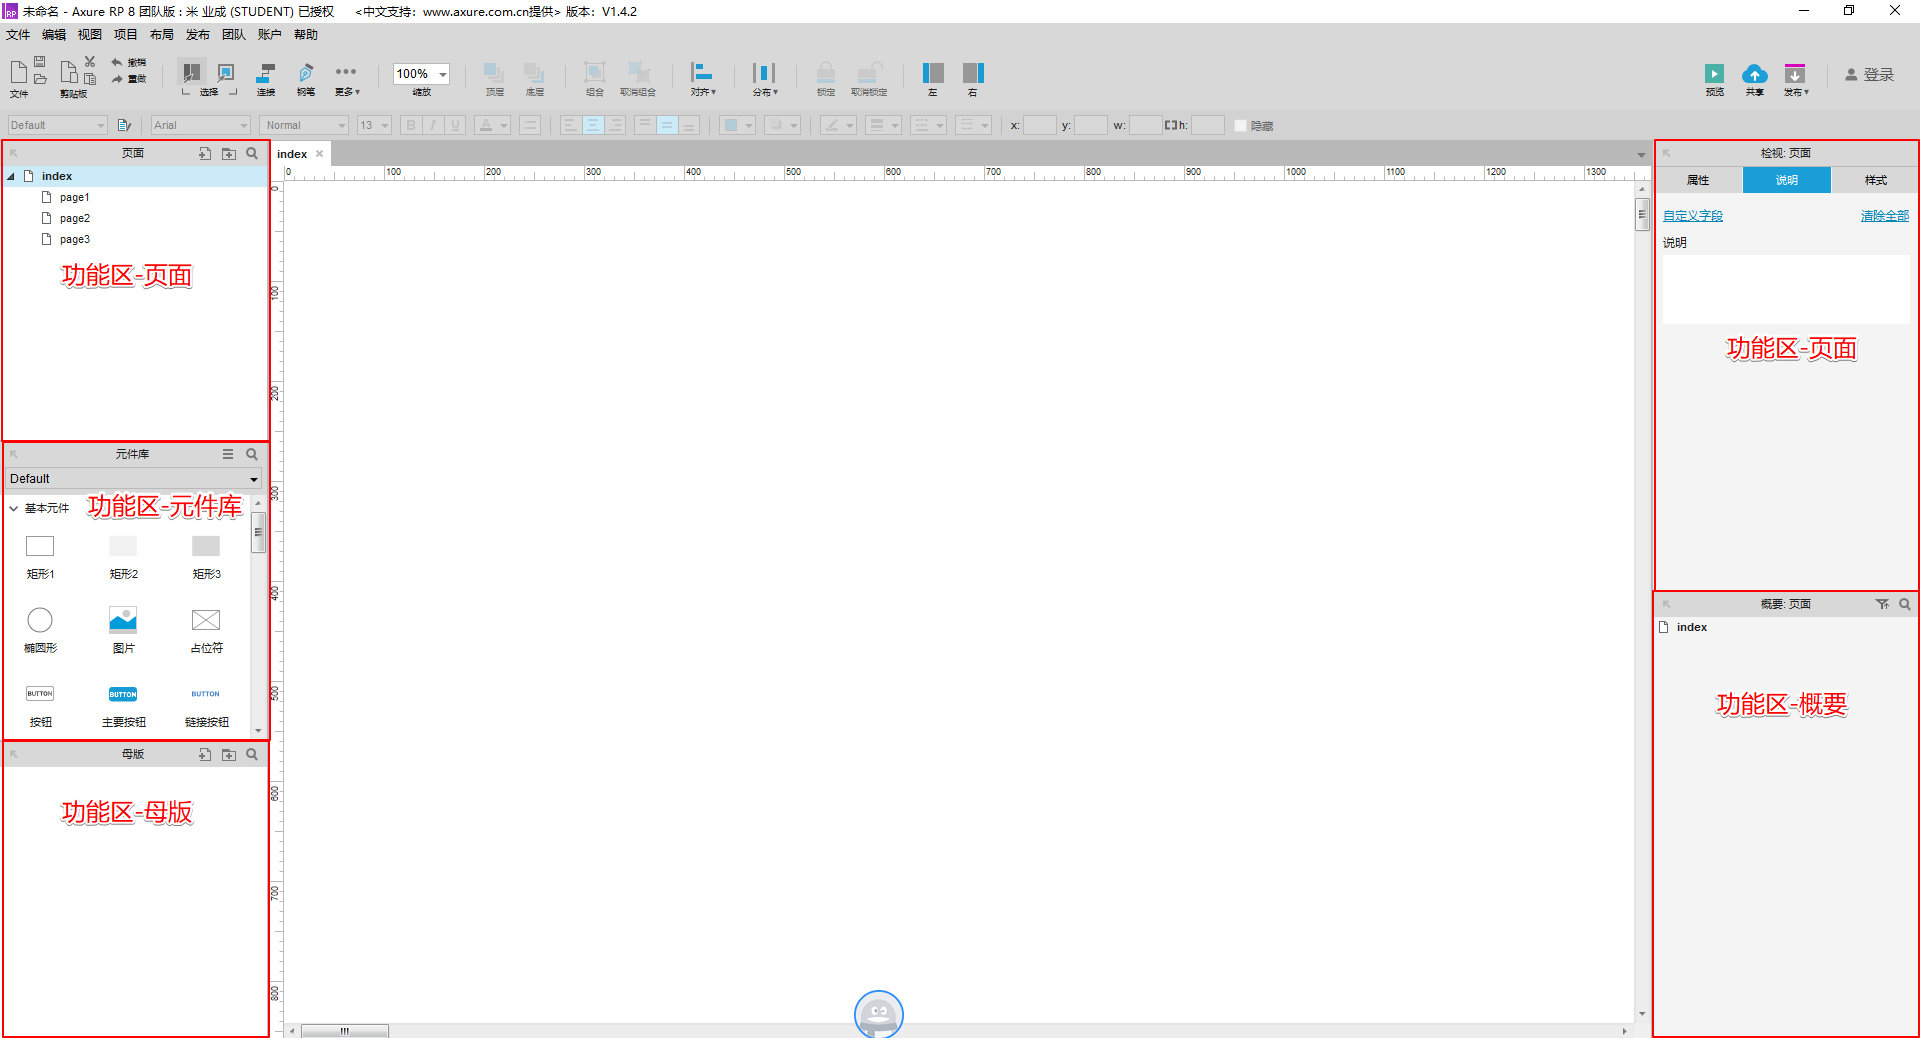 未命名 - Axure RP 8 团队版 : 米 业成 (STUDENT) 已授权 <中文支持：www.axure.com.cn提供> 版本：V1.4.2
文件 编辑 视图 项目 布局 发布 团队 账户 帮助
撤销
重做
100%
文件 剪贴板 选择 连接 钢笔 更多 缩放 顶层 底层 组合 取消组合 对齐 分布 锁定 取消锁定 左 右 预览 共享 发布 登录
Default Arial Normal 13 B I U A x: y: w: h: 隐藏
页面
index
page1
page2
page3
功能区-页面
元件库
Default
基本元件 功能区-元件库
矩形1 矩形2 矩形3
椭圆形 图片 占位符
BUTTON BUTTON BUTTON
按钮 主要按钮 链接按钮
母版
功能区-母版
index
0 100 200 300 400 500 600 700 800 900 1000 1100 1200 1300
0
100
200
300
400
500
600
700
800
检视: 页面
属性 说明 样式
自定义字段 清除全部
说明
功能区-页面
概要: 页面
index
功能区-概要